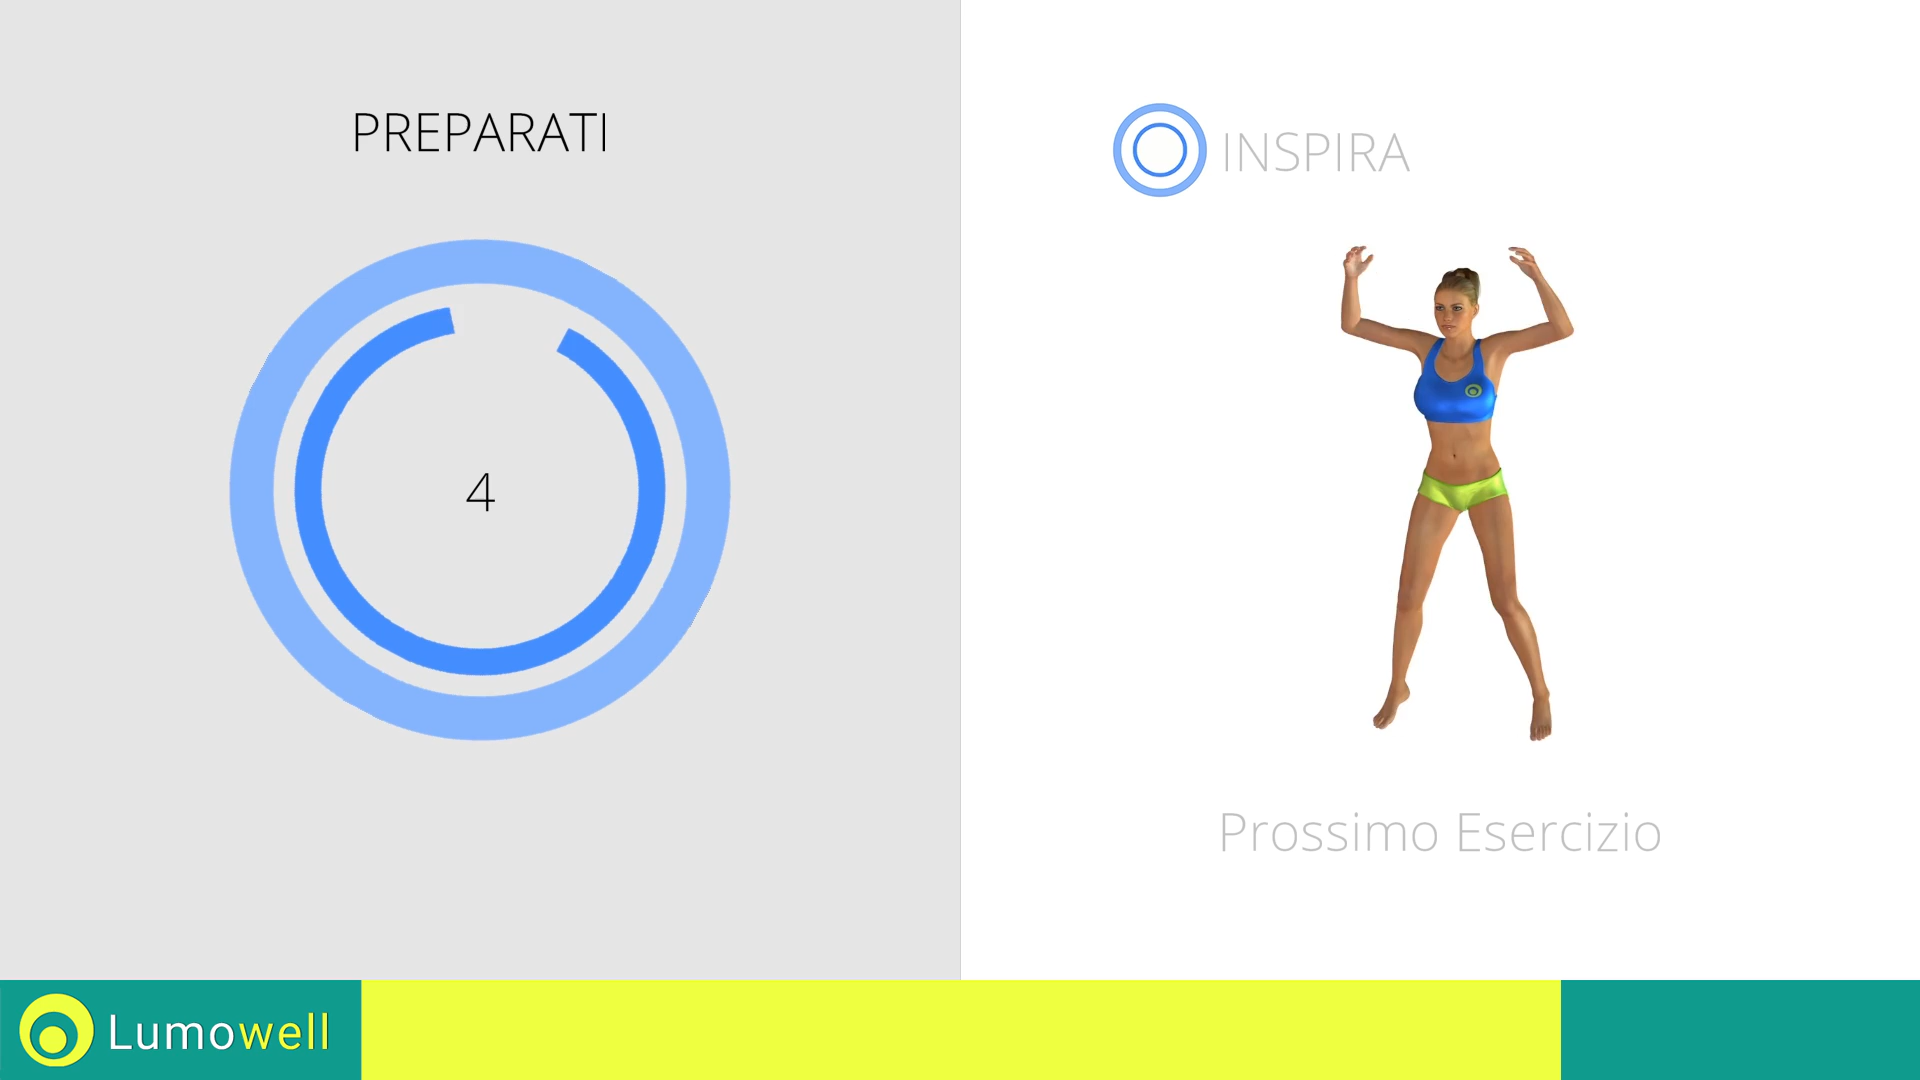 PREPARATI
4
INSPIRA
Prossimo Esercizio
Lumowell